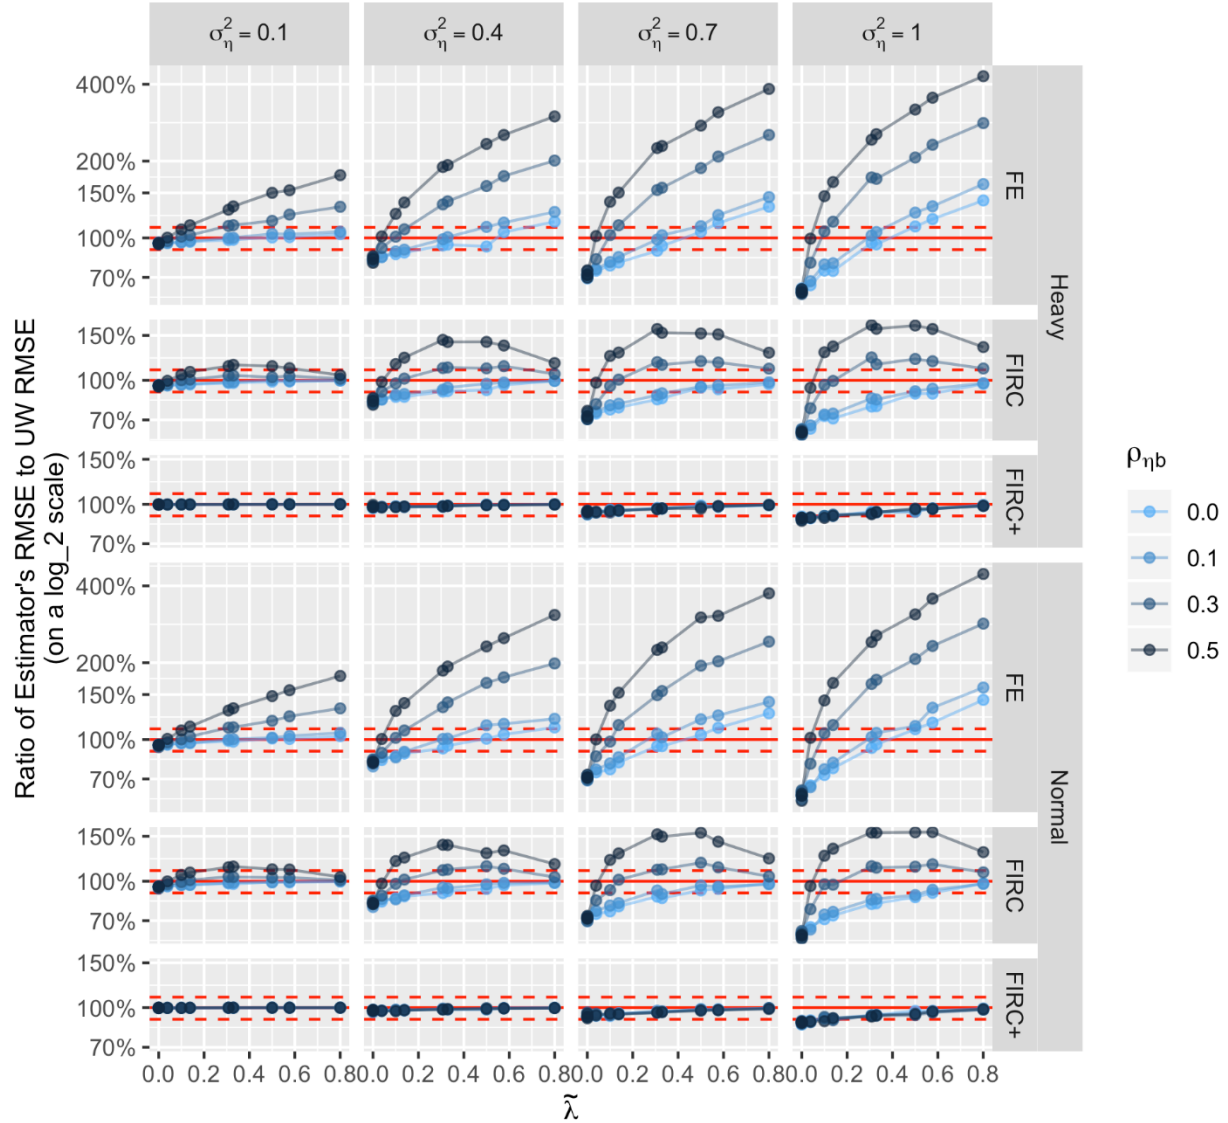 σ²η = 0.1 σ²η = 0.4 σ²η = 0.7 σ²η = 1
400%
200%
150%
100%
70%
FE
150%
100%
70%
FIRC
150%
100%
70%
FIRC+
Heavy
400%
200%
150%
100%
70%
FE
150%
100%
70%
FIRC
150%
100%
70%
FIRC+
Normal
0.0 0.2 0.4 0.6 0.8 0.0 0.2 0.4 0.6 0.8 0.0 0.2 0.4 0.6 0.8 0.0 0.2 0.4 0.6 0.8
λ̃
Ratio of Estimator's RMSE to UW RMSE
(on a log_2 scale)
ρηb
0.0
0.1
0.3
0.5